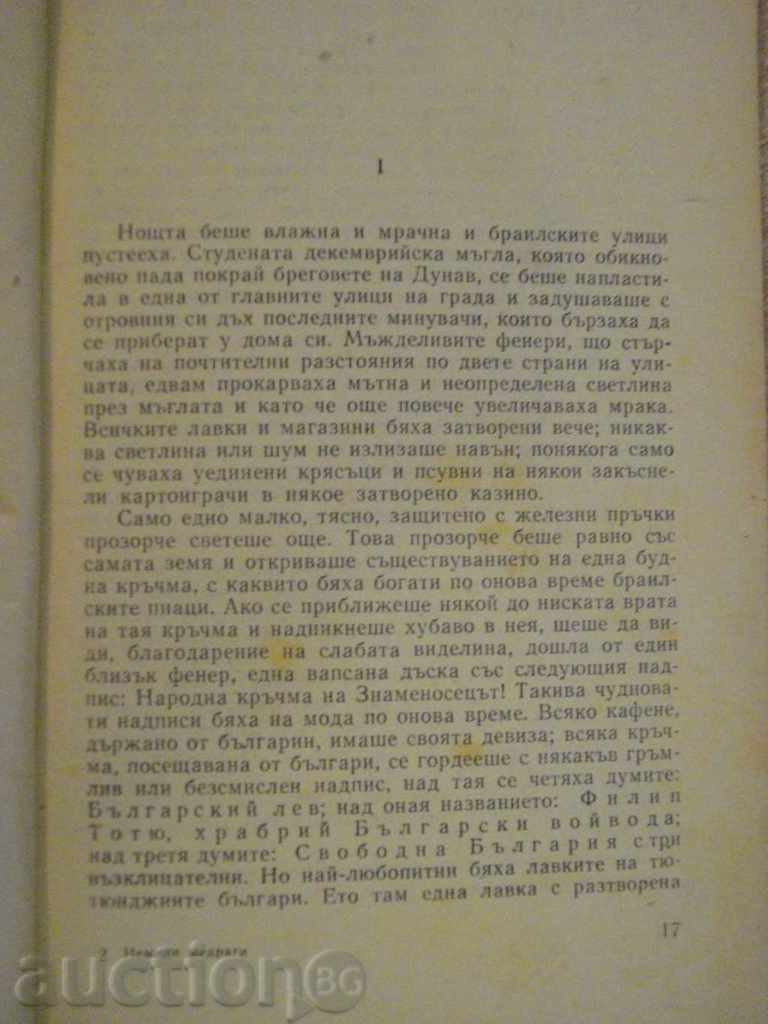 I
Нощта беше влажна и мрачна и браилските улици
пустееха. Студената декемврийска мъгла, която обикно-
вено пада покрай бреговете на Дунав, се беше напласти-
ла в една от главните улици на града и задушаваше с
отровния си дъх последните минувачи, които бързаха да
се приберат у дома си. Мъжделивите фенери, що стър-
чаха на почтителни разстояния по двете страни на ули-
цата, едвам прокарваха мътна и неопределена светлина
през мъглата и като че още повече увеличаваха мрака.
Всичките лавки и магазини бяха затворени вече; никак-
ва светлина или шум не излизаше навън; понякога само
се чуваха уединени крясъци и псувни на някои закъсне-
ли картоиграчи в някое затворено казино.
Само едно малко, тясно, защитено с железни пръчки
прозорче светеше още. Това прозорче беше равно със
самата земя и откриваше съществуванието на една буд-
на кръчма, с каквито бяха богати по онова време браил-
ските пиаци. Ако се приближеше някой до ниската врата
на тая кръчма и надникнеше хубаво в нея, щеше да ви-
ди, благодарение на слабата виделина, дошла от един
близък фенер, една вапсана дъска със следующия над-
пис: Народна кръчма на Знаменосецът! Такива чуднова-
ти надписи бяха на мода по онова време. Всяко кафене,
държано от българин, имаше своята девиза; всяка кръч-
ма, посещавана от българи, се гордееше с някакъв гръм-
лив или безсмислен надпис, над тая се четяха думите:
Българский лев; над оная названието: Филип
Тотю, храбрий Български войвода;
над третя думите: Свободна България с три
възклицателни. Но най-любопитни бяха лавките на тю-
тюнджиите българи. Ето там една лавка с разтворена
17
2 Немили-недраги
auctionBG